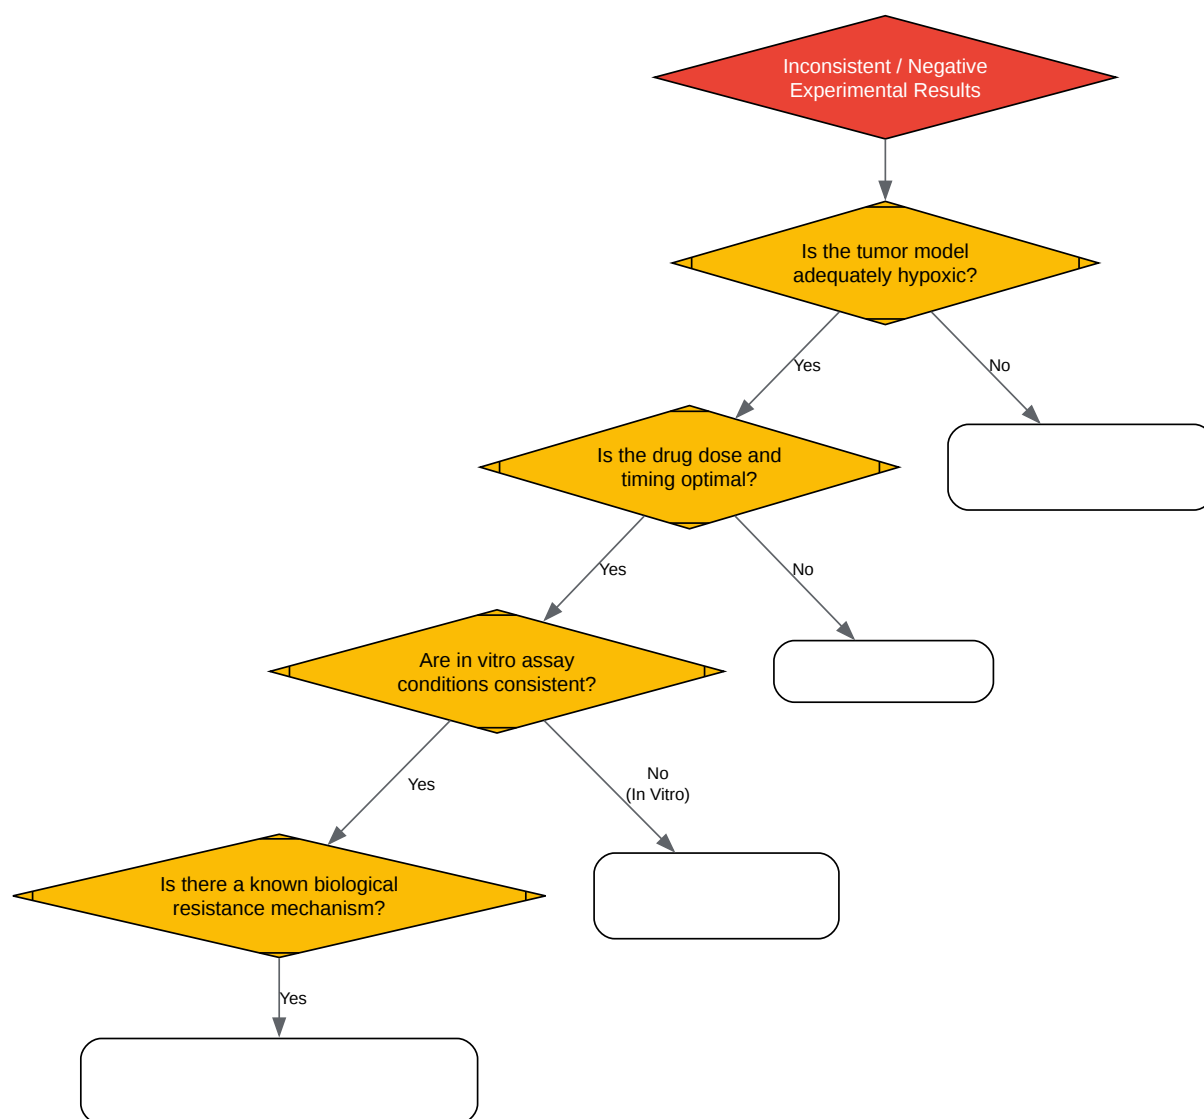 Inconsistent / Negative
Experimental Results
Is the tumor model
adequately hypoxic?
Yes
No
Is the drug dose and
timing optimal?
Yes
No
Are in vitro assay
conditions consistent?
Yes
No
(In Vitro)
Is there a known biological
resistance mechanism?
Yes